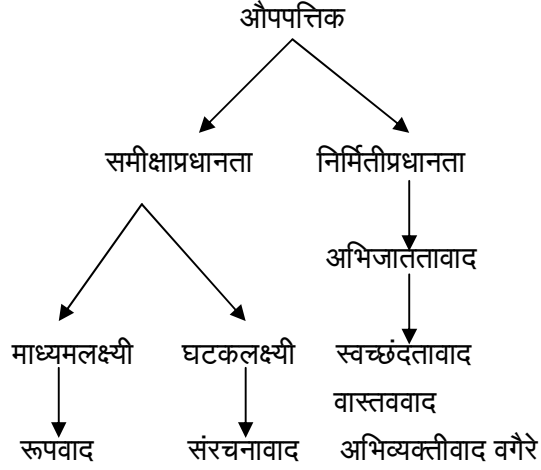 औपपत्तिक
समीक्षाप्रधानता निर्मितीप्रधानता
अभिजाततावाद
माध्यमलक्ष्यी घटकलक्ष्यी स्वच्छंदतावाद
वास्तववाद
रूपवाद संरचनावाद अभिव्यक्तीवाद वगैरे